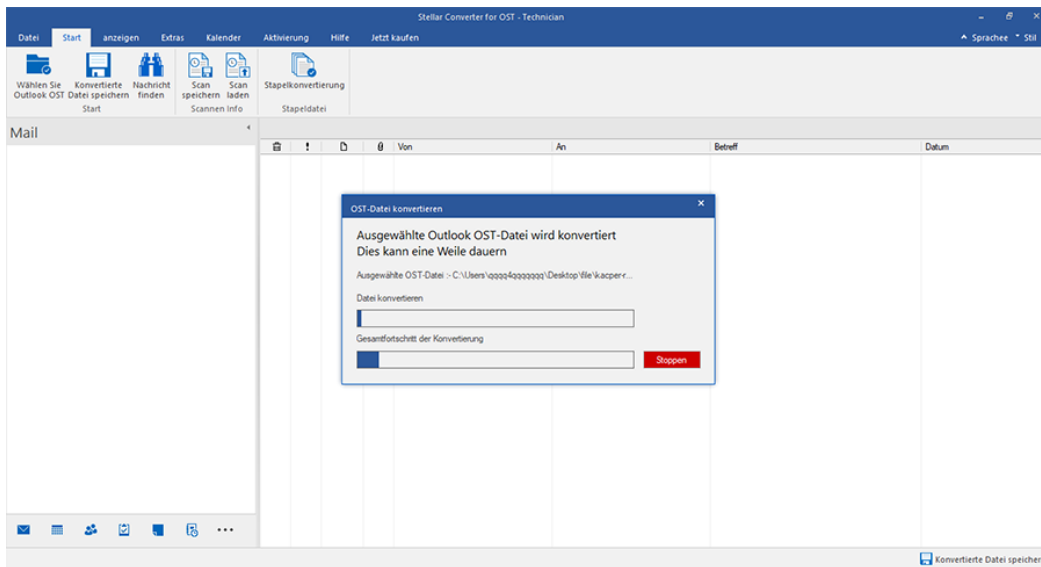 Stellar Converter for OST - Technician
Datei Start anzeigen Extras Kalender Aktivierung Hilfe Jetzt kaufen Sprachee Stil
Wählen Sie Konvertierte Nachricht Scan Scan Stapelkonvertierung
Outlook OST Datei speichern finden speichern laden
Start Scannen Info Stapeldatei
Mail
Von An Betreff Datum
OST-Datei konvertieren
Ausgewählte Outlook OST-Datei wird konvertiert
Dies kann eine Weile dauern
Ausgewählte OST-Datei :- C:\Users\qqqq4qqqqqqq\Desktop\file\kacper-r...
Datei konvertieren
Gesamtfortschritt der Konvertierung
Stoppen
Konvertierte Datei speicher